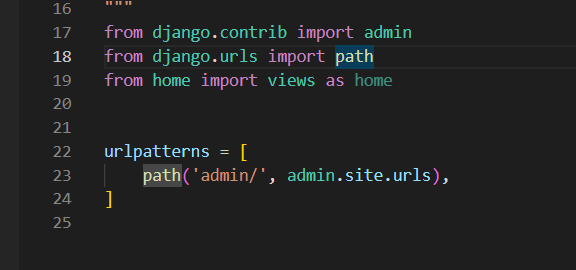 16 """
17 from django.contrib import admin
18 from django.urls import path
19 from home import views as home
20
21
22 urlpatterns = [
23     path('admin/', admin.site.urls),
24 ]
25